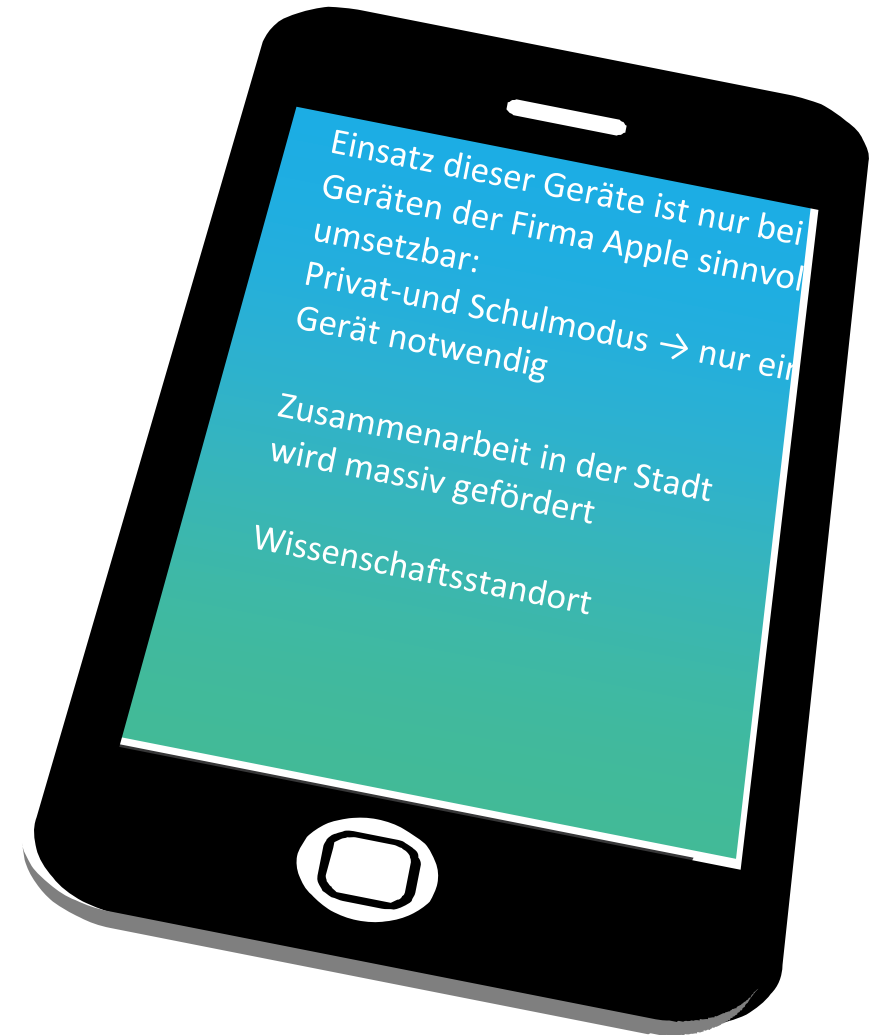 Einsatz dieser Geräte ist nur bei
Geräten der Firma Apple sinnvol
umsetzbar:
Privat-und Schulmodus → nur ein
Gerät notwendig
Zusammenarbeit in der Stadt
wird massiv gefördert
Wissenschaftsstandort